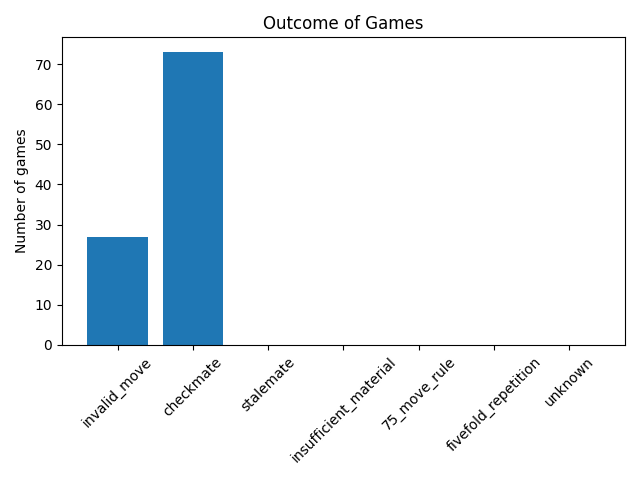 Outcome of Games
Number of games
70
60
50
40
30
20
10
0
invalid_move
checkmate
stalemate
insufficient_material
75_move_rule
fivefold_repetition
unknown